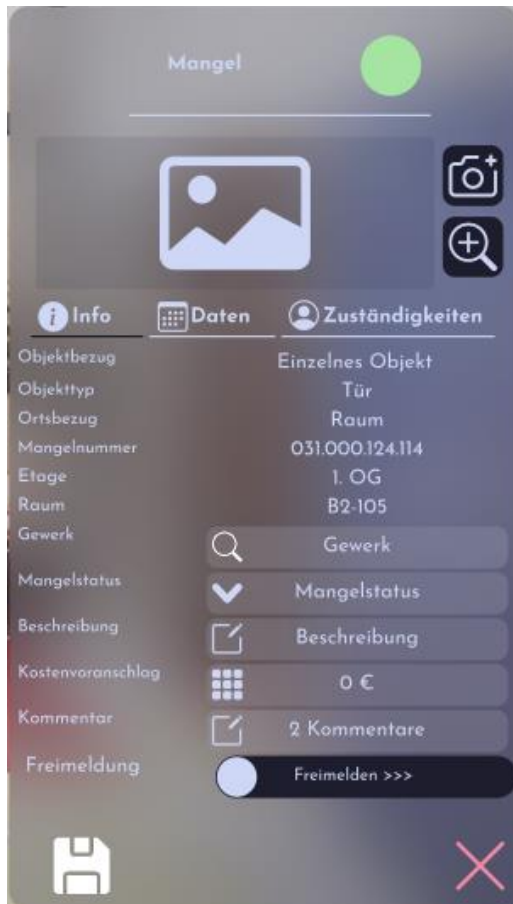 Mangel
Info Daten Zuständigkeiten
Objektbezug Einzelnes Objekt
Objekttyp Tür
Ortsbezug Raum
Mangelnummer 031.000.124.114
Etage 1. OG
Raum B2-105
Gewerk Gewerk
Mangelstatus Mangelstatus
Beschreibung Beschreibung
Kostenvoranschlag 0 €
Kommentar 2 Kommentare
Freimeldung Freimelden >>>